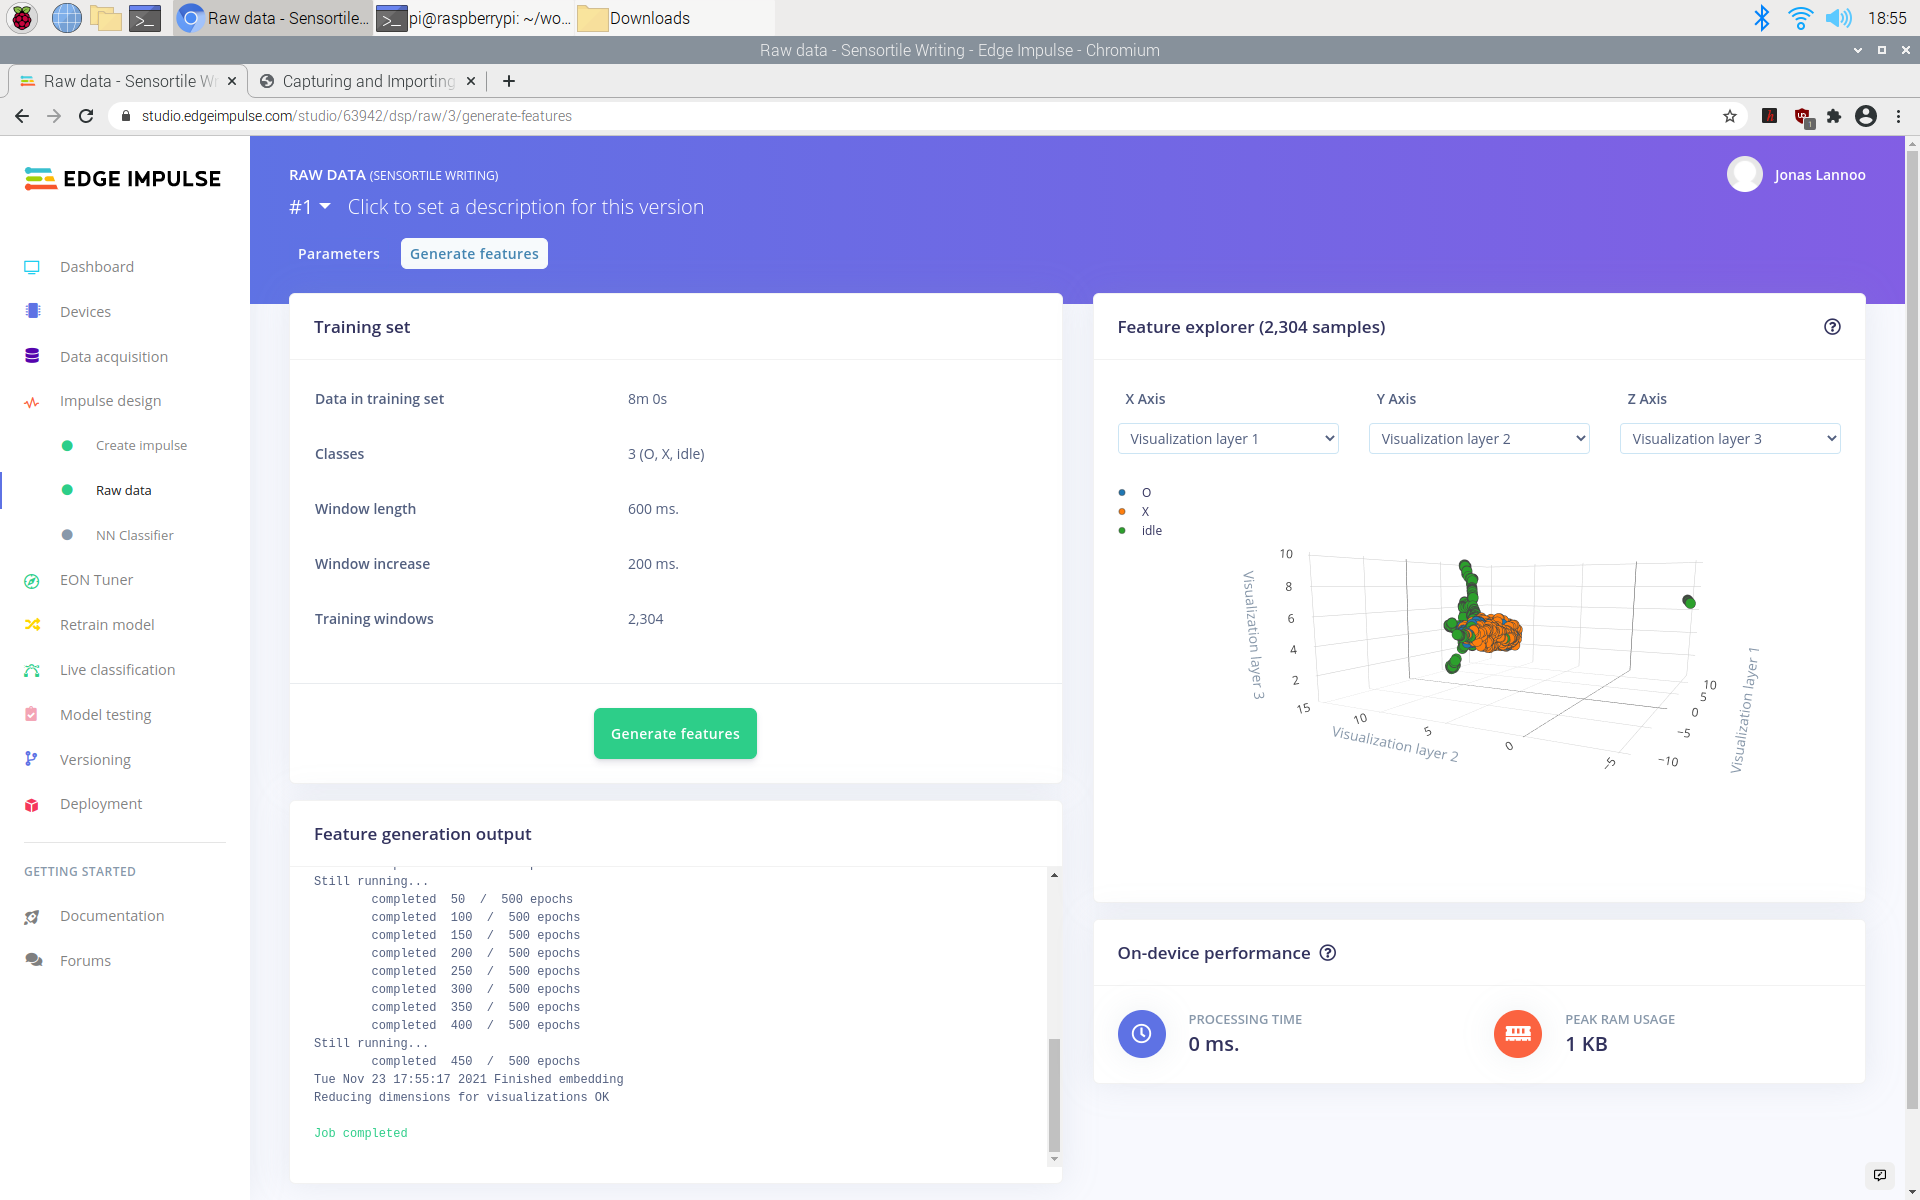 Raw data - Sensortile...
pi@raspberrypi: ~/wo...
Downloads
18:55
Raw data - Sensortile Writing - Edge Impulse - Chromium
Raw data - Sensortile Wr
Capturing and Importing
studio.edgeimpulse.com/studio/63942/dsp/raw/3/generate-features
1
EDGE IMPULSE
Dashboard
Devices
Data acquisition
Impulse design
Create impulse
Raw data
NN Classifier
EON Tuner
Retrain model
Live classification
Model testing
Versioning
Deployment
GETTING STARTED
Documentation
Forums
RAW DATA (SENSORTILE WRITING)
#1 Click to set a description for this version
Jonas Lannoo
Parameters
Generate features
Training set
Data in training set 8m 0s
Classes 3 (O, X, idle)
Window length 600 ms.
Window increase 200 ms.
Training windows 2,304
Generate features
Feature generation output
Still running...
completed 50 / 500 epochs
completed 100 / 500 epochs
completed 150 / 500 epochs
completed 200 / 500 epochs
completed 250 / 500 epochs
completed 300 / 500 epochs
completed 350 / 500 epochs
completed 400 / 500 epochs
Still running...
completed 450 / 500 epochs
Tue Nov 23 17:55:17 2021 Finished embedding
Reducing dimensions for visualizations OK
Job completed
Feature explorer (2,304 samples)
X Axis
Y Axis
Z Axis
Visualization layer 1
Visualization layer 2
Visualization layer 3
O
X
idle
10
8
6
4
2
Visualization layer 3
15
10
5
0
−5
Visualization layer 2
10
5
0
−5
−10
Visualization layer 1
On-device performance
PROCESSING TIME
0 ms.
PEAK RAM USAGE
1 KB